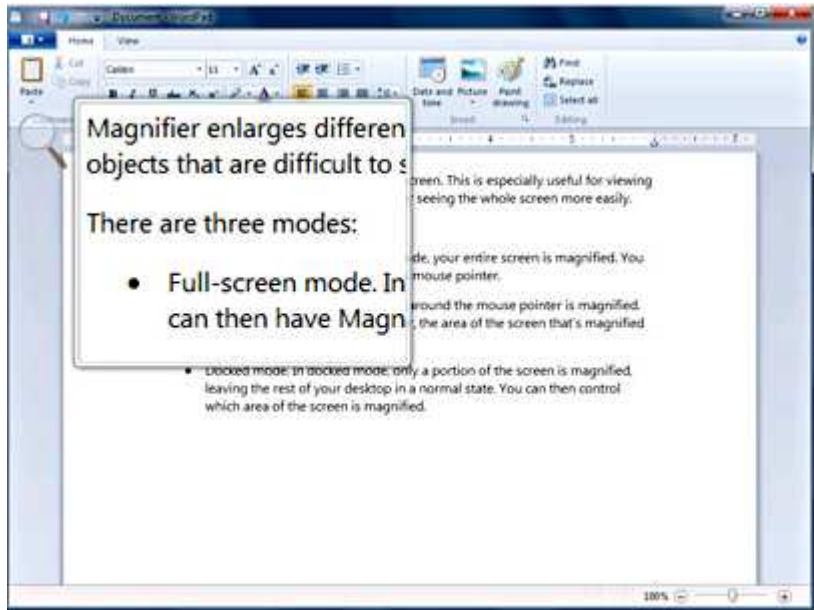 Document - WordPad
Home View
Paste
Cut
Copy
Calibri 11
Date and time
Picture
Paint drawing
Insert
Find
Replace
Select all
Editing
Magnifier enlarges differen
objects that are difficult to s
reen. This is especially useful for viewing
seeing the whole screen more easily.
There are three modes:
de, your entire screen is magnified. You
mouse pointer.
• Full-screen mode. In
can then have Magn
around the mouse pointer is magnified.
, the area of the screen that's magnified
• Docked mode. In docked mode, only a portion of the screen is magnified,
leaving the rest of your desktop in a normal state. You can then control
which area of the screen is magnified.
100%